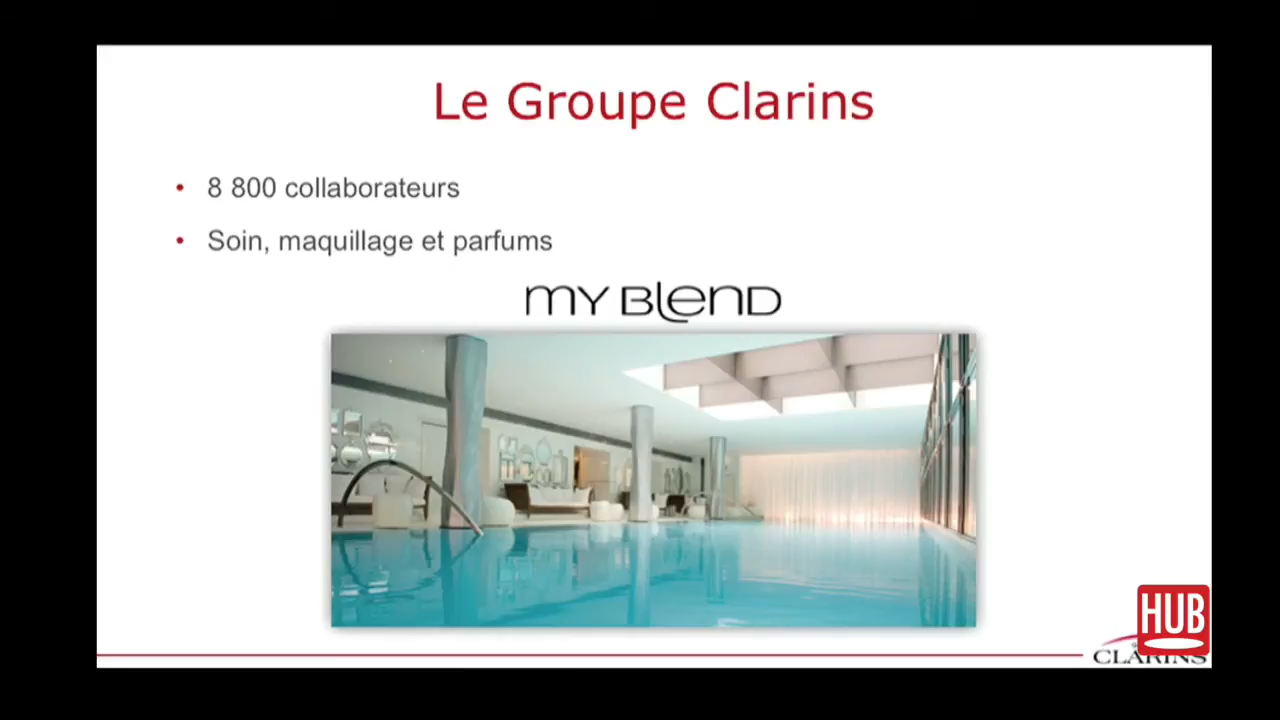 Le Groupe Clarins
• 8 800 collaborateurs
• Soin, maquillage et parfums
MY BLEND
HUB
CLARINS